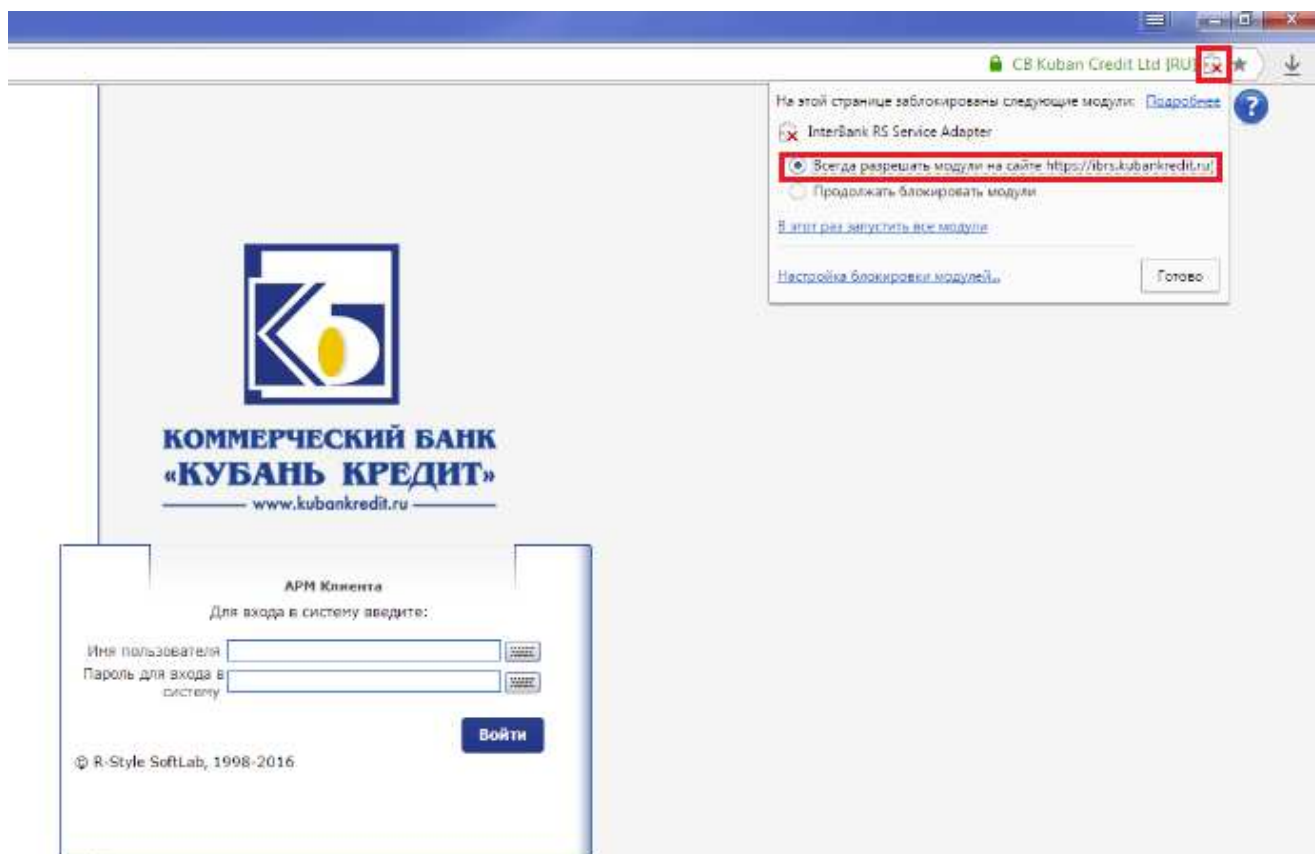 CB Kuban Credit Ltd [RU]
На этой странице заблокированы следующие модули: Подробнее
InterBank RS Service Adapter
Всегда разрешать модули на сайте https://ibrs.kubankredit.ru
Продолжать блокировать модули
В этот раз запустить все модули
Настройка блокировки модулей...
Готово
?
КОММЕРЧЕСКИЙ БАНК
«КУБАНЬ КРЕДИТ»
www.kubankredit.ru
АРМ Клиента
Для входа в систему введите:
Имя пользователя
Пароль для входа в
систему
Войти
© R-Style SoftLab, 1998-2016